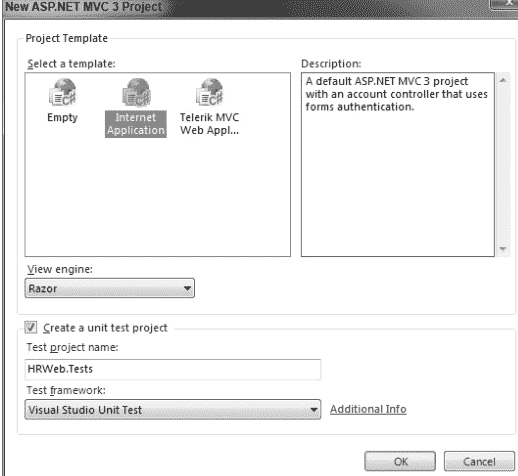 New ASP.NET MVC 3 Project
Project Template
Select a template:
Description:
Empty
Internet
Application
Telerik MVC
Web Appl...
A default ASP.NET MVC 3 project
with an account controller that uses
forms authentication.
View engine:
Razor
Create a unit test project
Test project name:
HRWeb.Tests
Test framework:
Visual Studio Unit Test
Additional Info
OK
Cancel